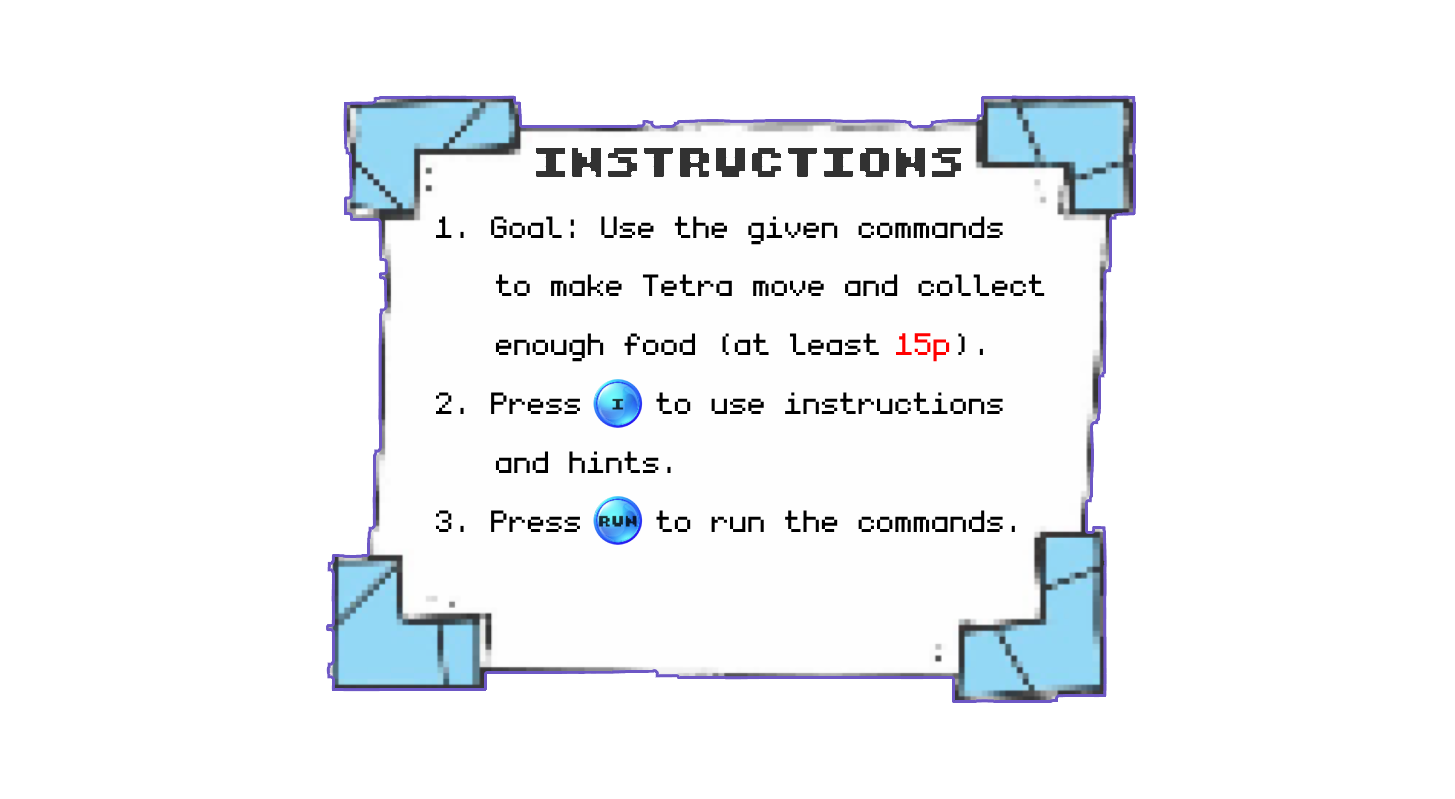 INSTRUCTIONS
1. Goal: Use the given commands
to make Tetra move and collect
enough food (at least 15p).
2. Press I to use instructions
and hints.
3. Press RUN to run the commands.